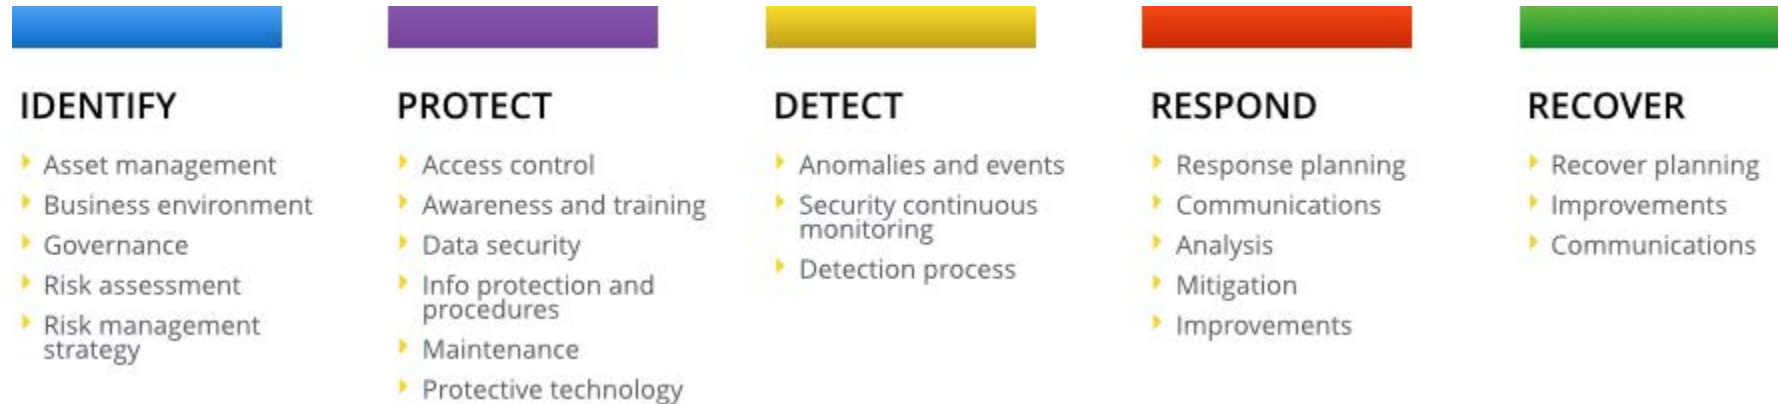 IDENTIFY
Asset management
Business environment
Governance
Risk assessment
Risk management
strategy
PROTECT
Access control
Awareness and training
Data security
Info protection and
procedures
Maintenance
Protective technology
DETECT
Anomalies and events
Security continuous
monitoring
Detection process
RESPOND
Response planning
Communications
Analysis
Mitigation
Improvements
RECOVER
Recover planning
Improvements
Communications